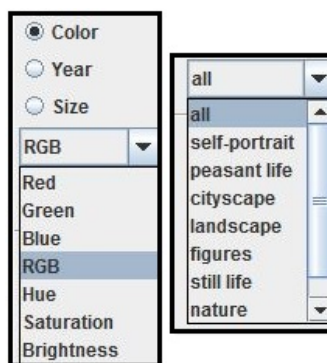 Color
Year
Size
RGB
Red
Green
Blue
RGB
Hue
Saturation
Brightness
all
all
self-portrait
peasant life
cityscape
landscape
figures
still life
nature